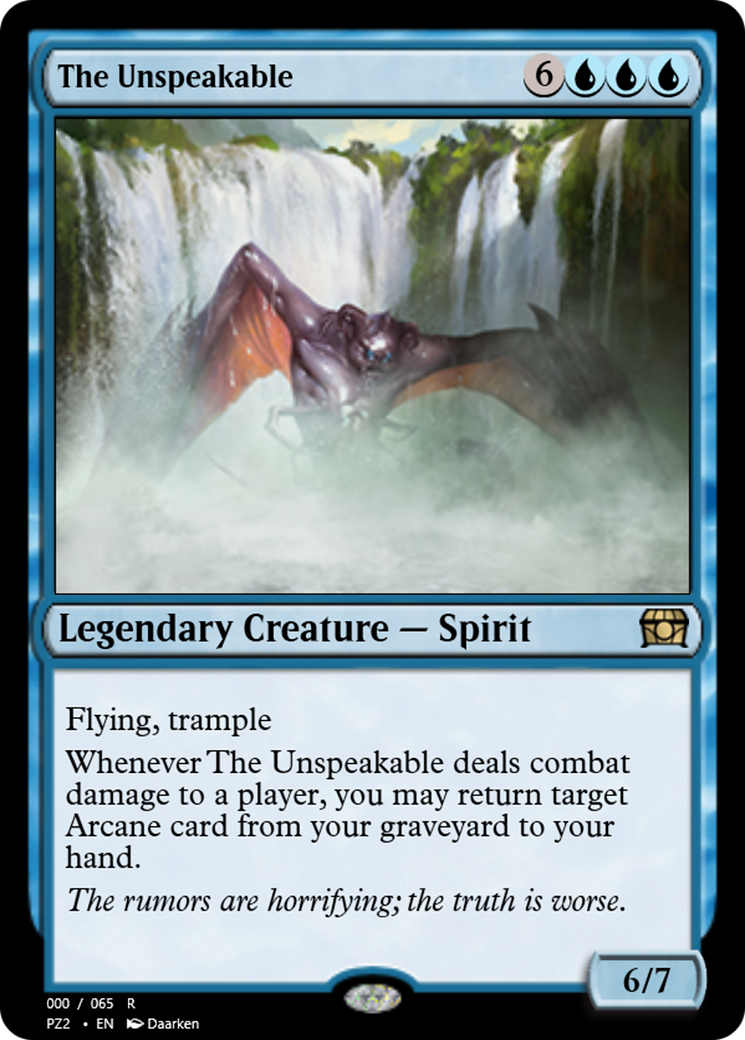 The Unspeakable 6
Legendary Creature — Spirit
Flying, trample
Whenever The Unspeakable deals combat
damage to a player, you may return target
Arcane card from your graveyard to your
hand.
The rumors are horrifying; the truth is worse.
6/7
000 / 065 R
PZ2 • EN Daarken